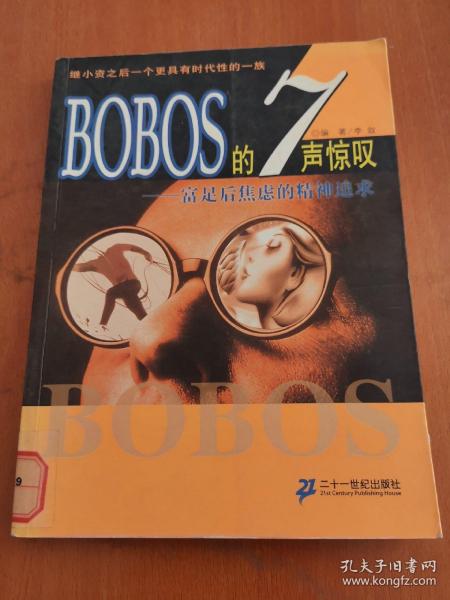 继小资之后一个更具有时代性的一族
BOBOS的7声惊叹
◎编 著/李 叙
——富足后焦虑的精神追求
BOBOS
9
21 二十一世纪出版社
21st Century Publishing House
孔夫子旧书网
www.kongfz.com